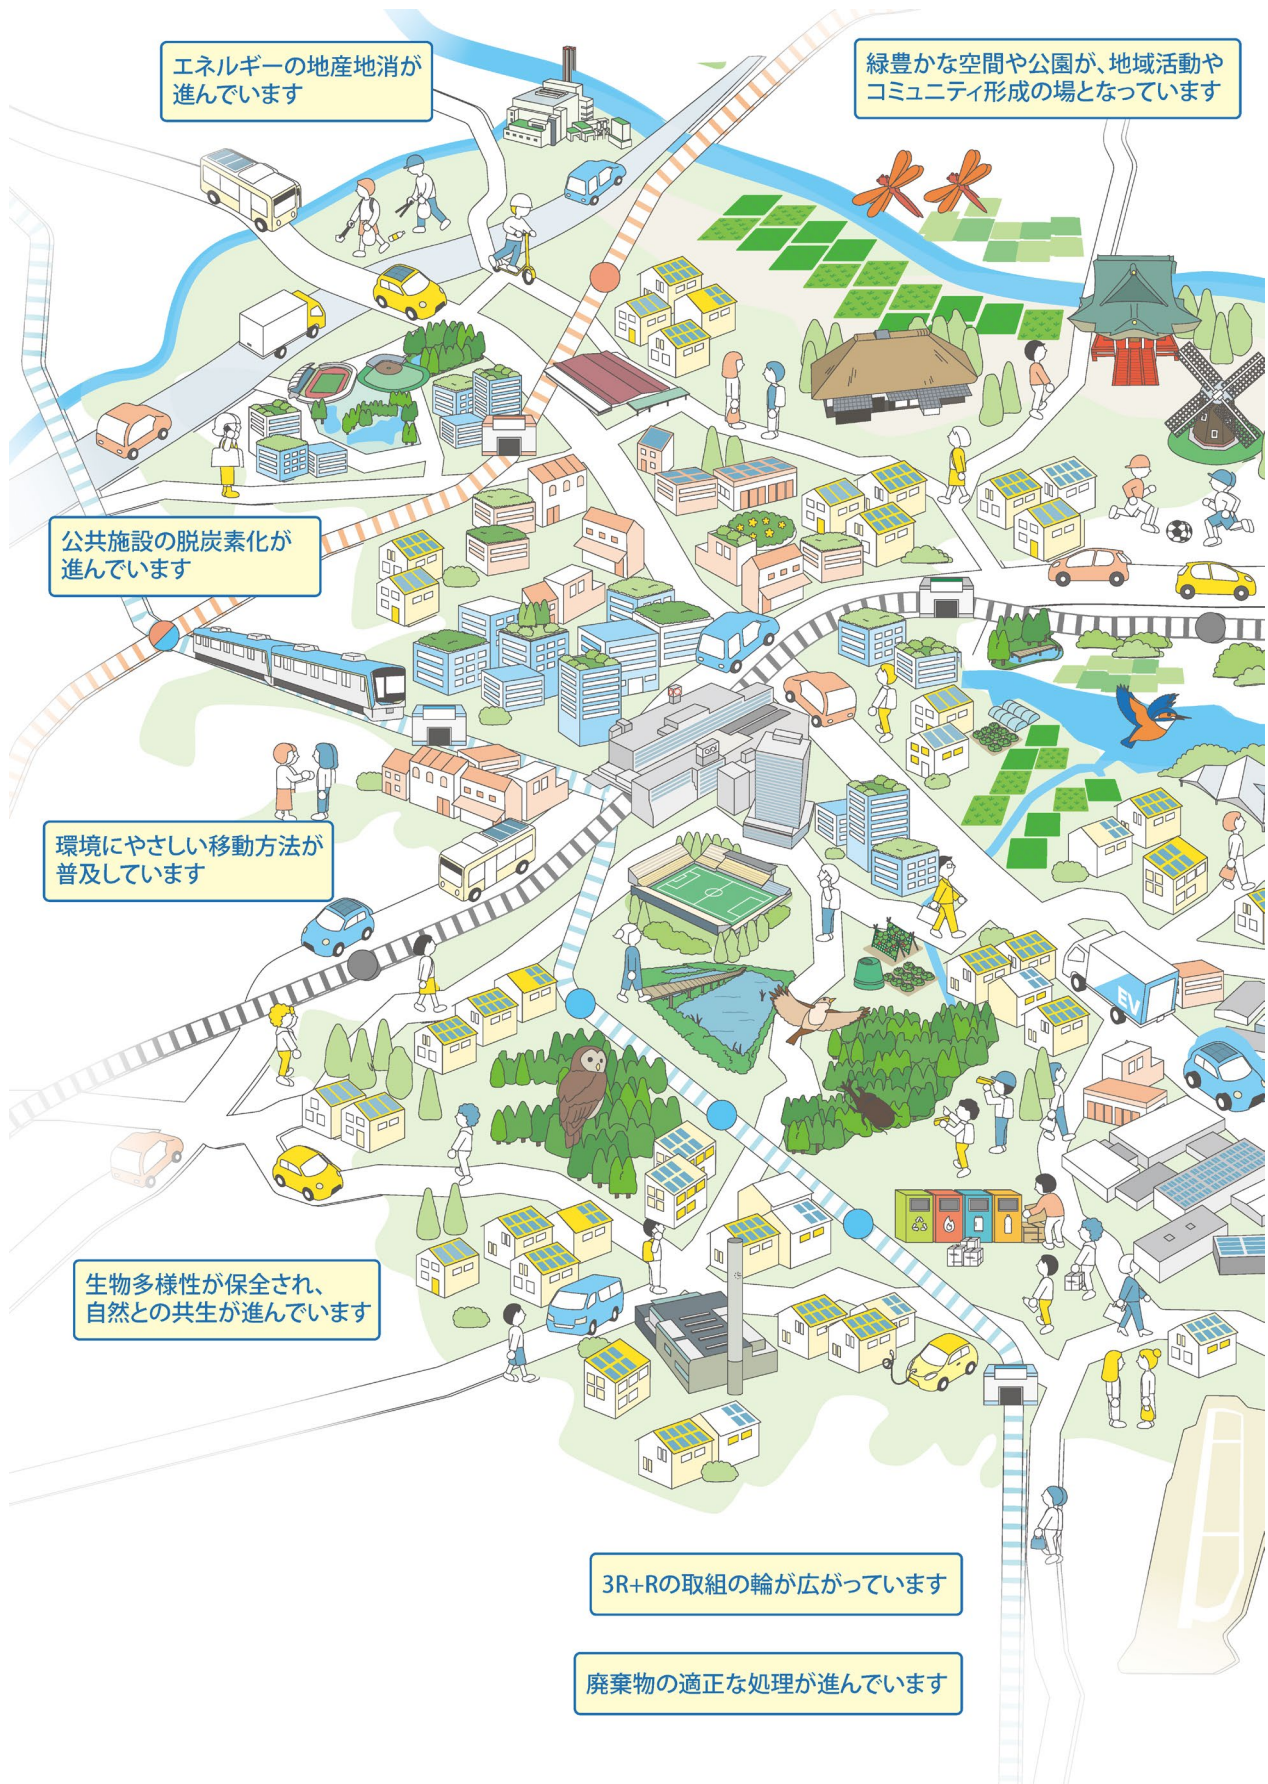 エネルギーの地産地消が
進んでいます
緑豊かな空間や公園が、地域活動や
コミュニティ形成の場となっています
公共施設の脱炭素化が
進んでいます
環境にやさしい移動方法が
普及しています
EV
生物多様性が保全され、
自然との共生が進んでいます
3R+Rの取組の輪が広がっています
廃棄物の適正な処理が進んでいます